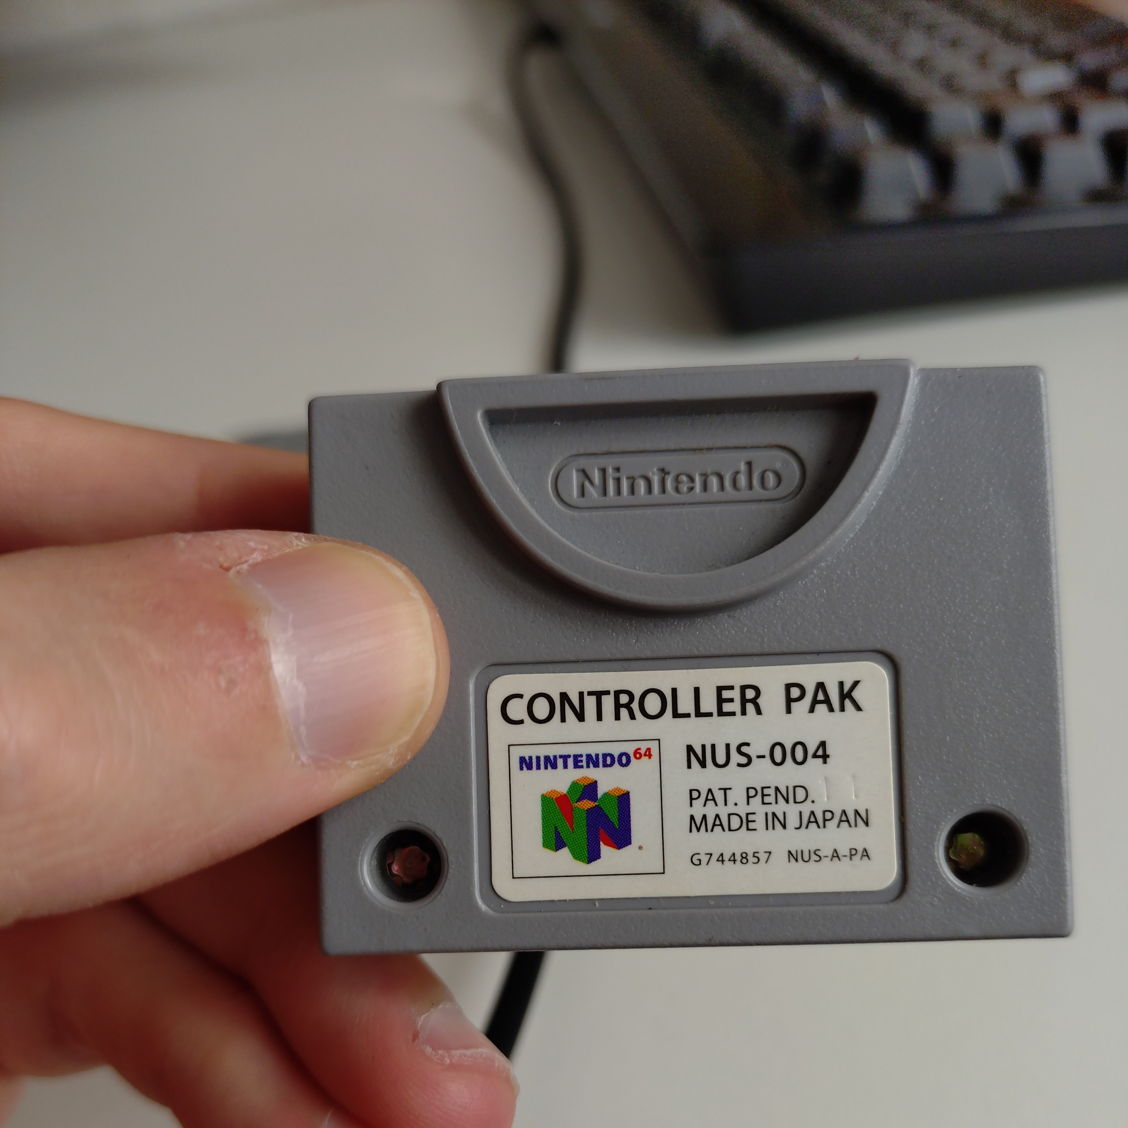 Nintendo
CONTROLLER PAK
NINTENDO64
NUS-004
PAT. PEND.
MADE IN JAPAN
G744857 NUS-A-PA